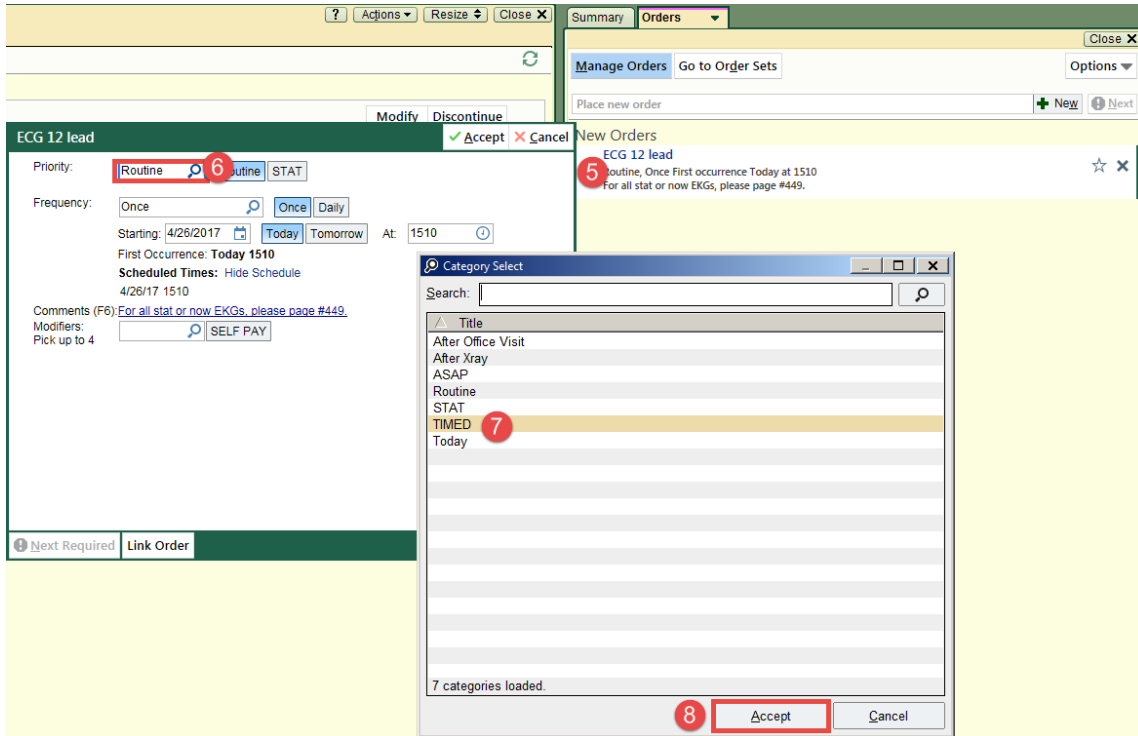 ? Actions Resize Close X
Summary Orders
Close X
Manage Orders Go to Order Sets Options
Place new order New Next
Modify Discontinue
ECG 12 lead Accept Cancel
New Orders
ECG 12 lead
5 Routine, Once First occurrence Today at 1510
For all stat or now EKGs, please page #449.
Priority: Routine 6 Routine STAT
Frequency: Once Once Daily
Starting: 4/26/2017 Today Tomorrow At: 1510
First Occurrence: Today 1510
Scheduled Times: Hide Schedule
4/26/17 1510
Comments (F6): For all stat or now EKGs, please page #449.
Modifiers:
Pick up to 4 SELF PAY
Next Required Link Order
Category Select
Search:
Title
After Office Visit
After Xray
ASAP
Routine
STAT
TIMED 7
Today
7 categories loaded.
8 Accept Cancel